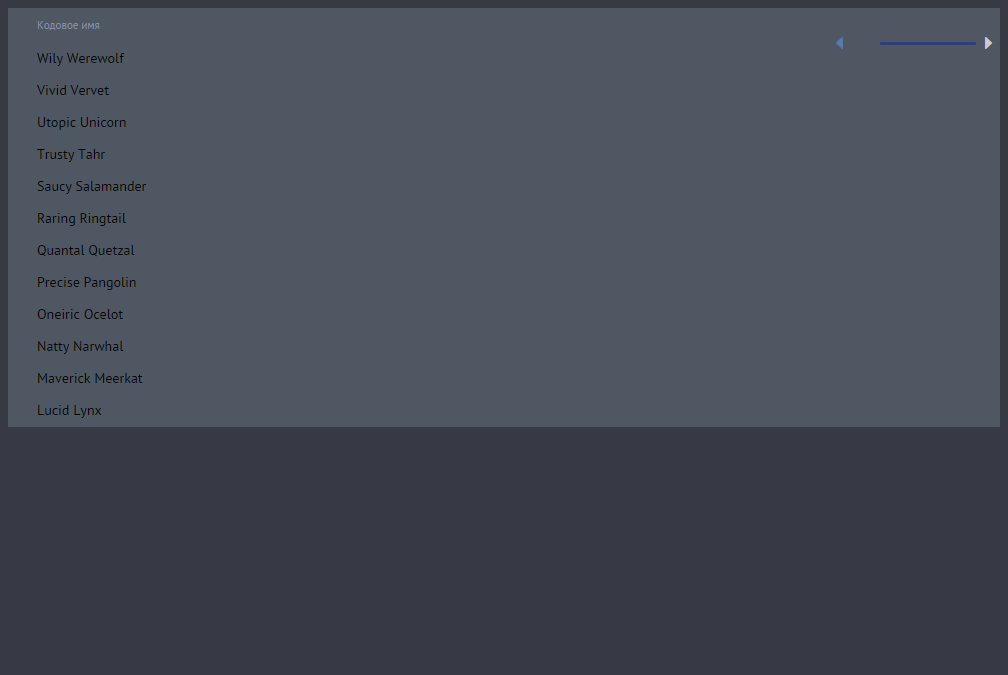 Кодовое имя
Wily Werewolf
Vivid Vervet
Utopic Unicorn
Trusty Tahr
Saucy Salamander
Raring Ringtail
Quantal Quetzal
Precise Pangolin
Oneiric Ocelot
Natty Narwhal
Maverick Meerkat
Lucid Lynx